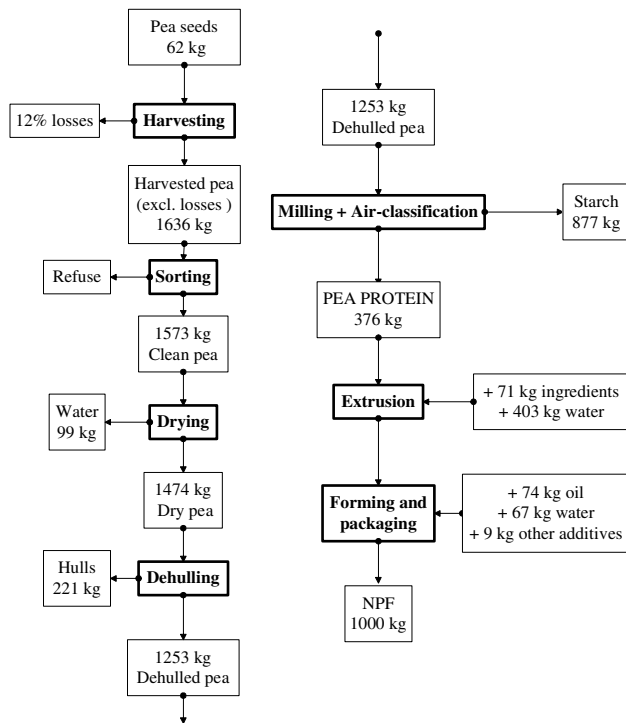 Pea seeds
62 kg
12% losses
Harvesting
Harvested pea
(excl. losses )
1636 kg
Refuse
Sorting
1573 kg
Clean pea
Water
99 kg
Drying
1474 kg
Dry pea
Hulls
221 kg
Dehulling
1253 kg
Dehulled pea
1253 kg
Dehulled pea
Milling + Air-classification
Starch
877 kg
PEA PROTEIN
376 kg
Extrusion
+ 71 kg ingredients
+ 403 kg water
Forming and
packaging
+ 74 kg oil
+ 67 kg water
+ 9 kg other additives
NPF
1000 kg